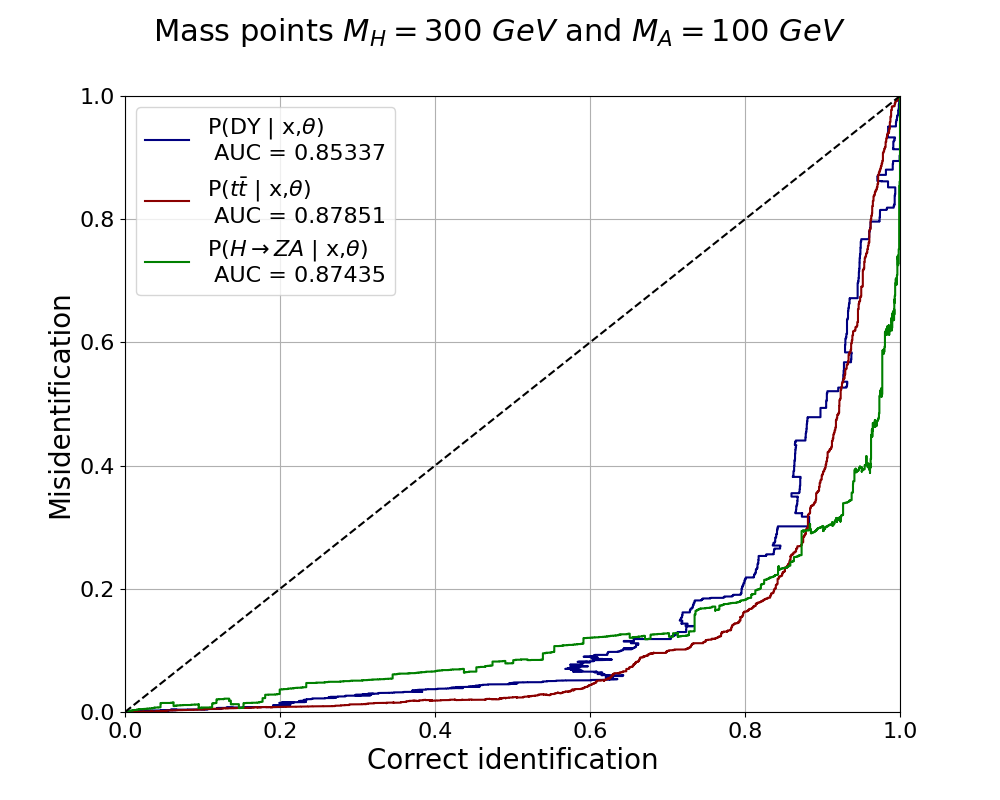 Mass points $M_H = 300\ GeV$ and $M_A = 100\ GeV$
P(DY | x,θ)
AUC = 0.85337
P($t\bar{t}$ | x,θ)
AUC = 0.87851
P($H \rightarrow ZA$ | x,θ)
AUC = 0.87435
Misidentification
1.0
0.8
0.6
0.4
0.2
0.0
0.0 0.2 0.4 0.6 0.8 1.0
Correct identification